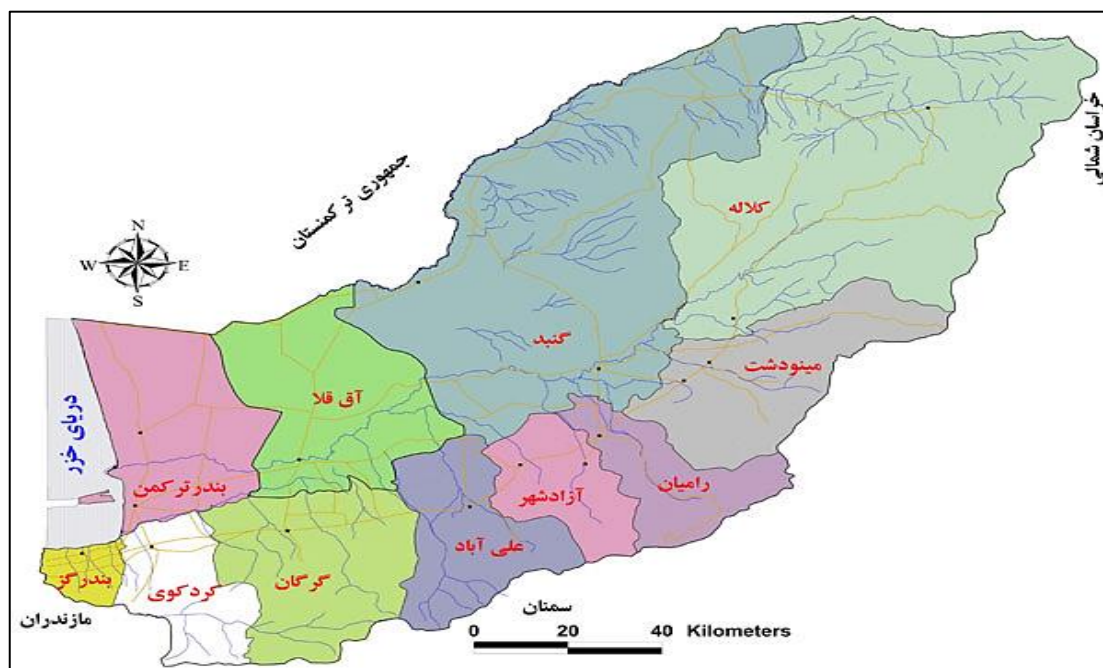 خراسان شمالی
جمهوری ترکمنستان
کلاله
N
W E
S
گنبد
مینودشت
آق قلا
دریای خزر
بندرترکمن
رامیان
آزادشهر
علی آباد
گرگان
کردکوی
بندرگز
مازندران
سمنان
0 20 40 Kilometers